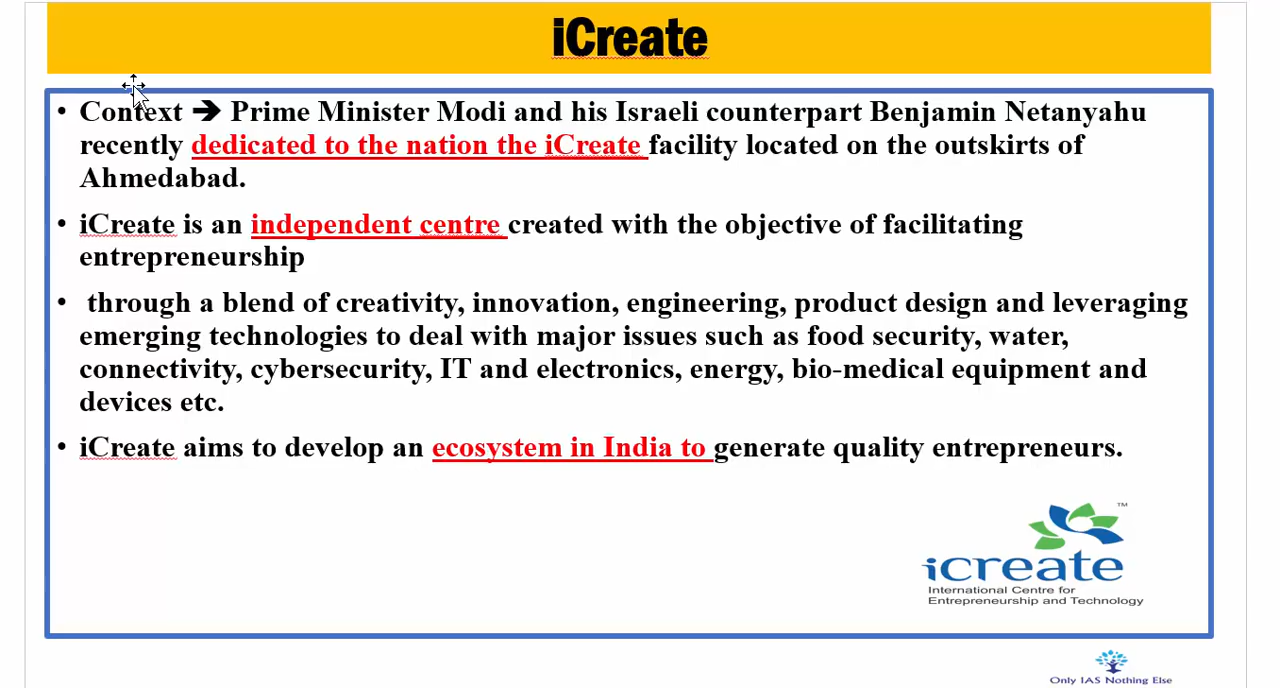 iCreate
• Context ➔ Prime Minister Modi and his Israeli counterpart Benjamin Netanyahu
recently dedicated to the nation the iCreate facility located on the outskirts of
Ahmedabad.
• iCreate is an independent centre created with the objective of facilitating
entrepreneurship
• through a blend of creativity, innovation, engineering, product design and leveraging
emerging technologies to deal with major issues such as food security, water,
connectivity, cybersecurity, IT and electronics, energy, bio-medical equipment and
devices etc.
• iCreate aims to develop an ecosystem in India to generate quality entrepreneurs.
TM
icreate
International Centre for
Entrepreneurship and Technology
Only IAS Nothing Else